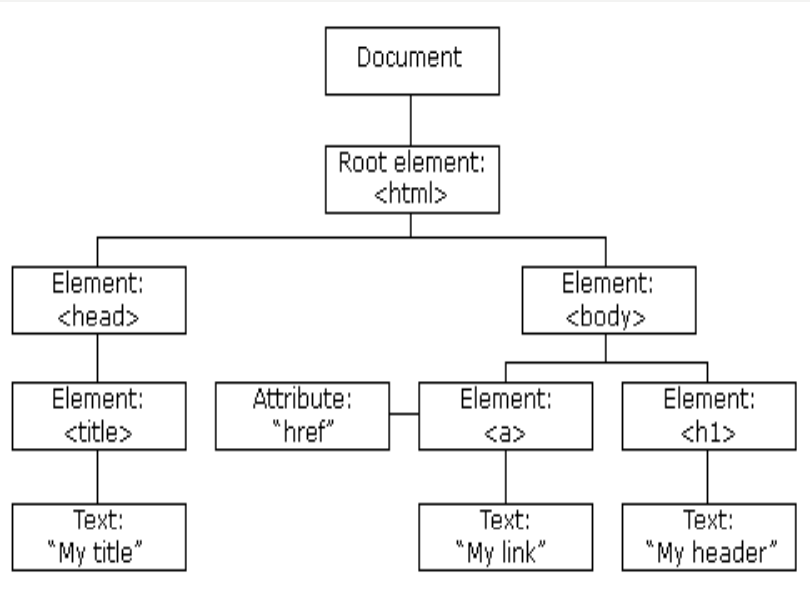 Document
Root element:
<html>
Element:
<head>
Element:
<body>
Element:
<title>
Attribute:
“href”
Element:
<a>
Element:
<h1>
Text:
“My title”
Text:
“My link”
Text:
“My header”